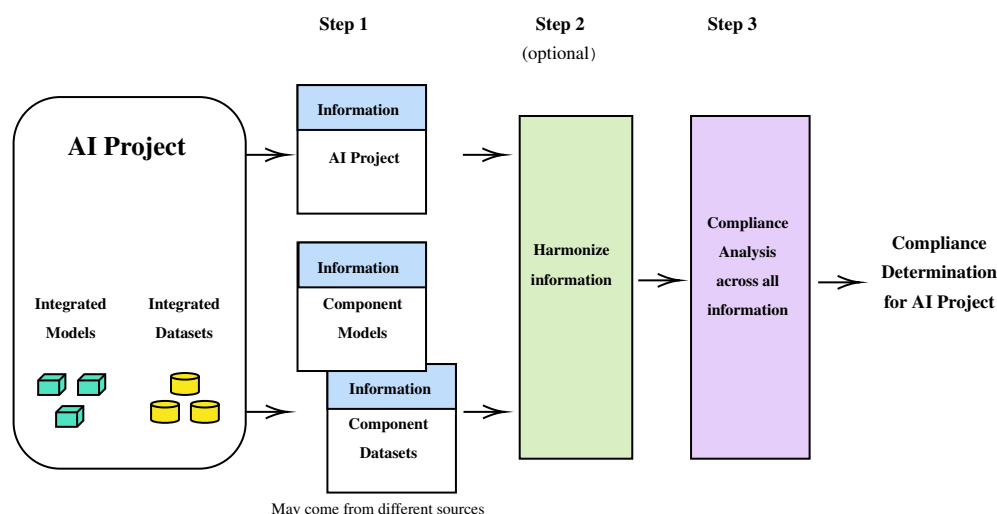 Step 1
Step 2
(optional)
Step 3
AI Project
Integrated
Models
Integrated
Datasets
Information
AI Project
Information
Component
Models
Information
Component
Datasets
May come from different sources
Harmonize
information
Compliance
Analysis
across all
information
Compliance
Determination
for AI Project